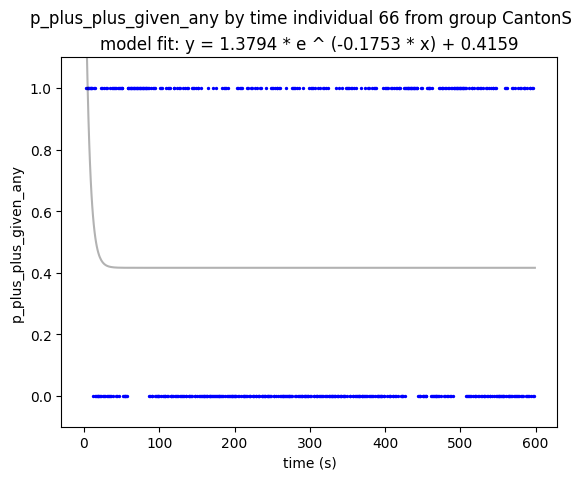 p_plus_plus_given_any by time individual 66 from group CantonS
model fit: y = 1.3794 * e ^ (-0.1753 * x) + 0.4159
p_plus_plus_given_any
1.0
0.8
0.6
0.4
0.2
0.0
0 100 200 300 400 500 600
time (s)